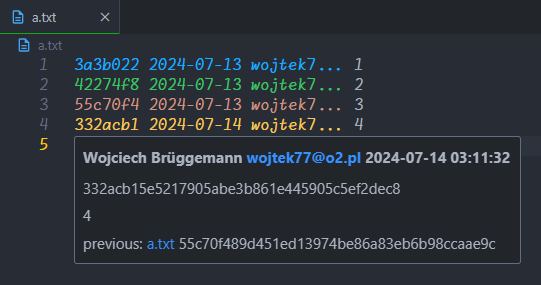 a.txt
a.txt
1 3a3b022 2024-07-13 wojtek7... 1
2 42274f8 2024-07-13 wojtek7... 2
3 55c70f4 2024-07-13 wojtek7... 3
4 332acb1 2024-07-14 wojtek7... 4
5
Wojciech Brüggemann wojtek77@o2.pl 2024-07-14 03:11:32
332acb15e5217905abe3b861e445905c5ef2dec8
4
previous: a.txt 55c70f489d451ed13974be86a83eb6b98ccaae9c